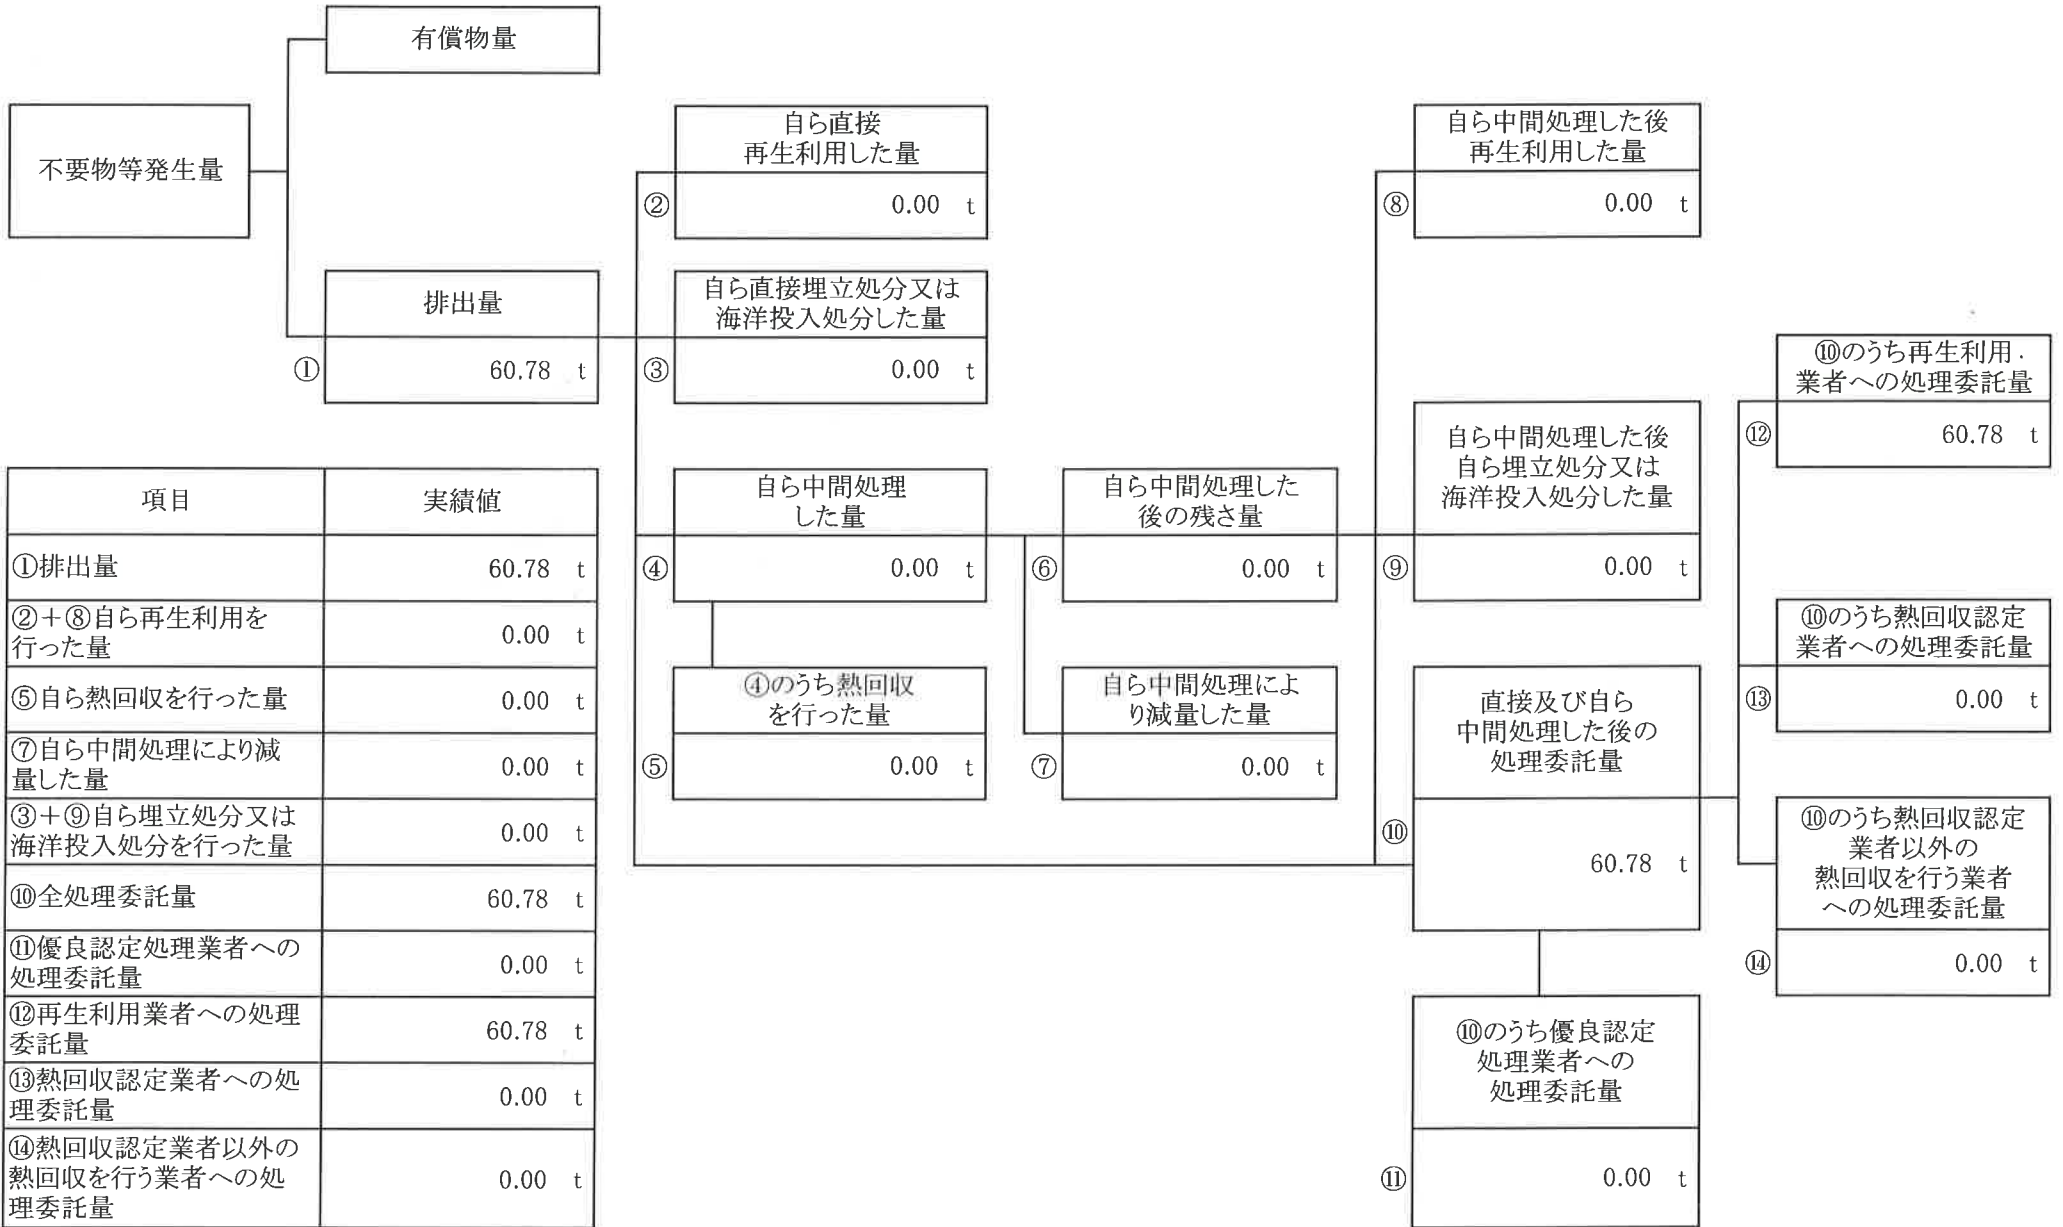 有償物量
不要物等発生量
排出量
① 60.78 t
自ら直接
再生利用した量
② 0.00 t
自ら直接埋立処分又は
海洋投入処分した量
③ 0.00 t
自ら中間処理
した量
④ 0.00 t
④のうち熱回収
を行った量
⑤ 0.00 t
自ら中間処理した
後の残さ量
⑥ 0.00 t
自ら中間処理によ
り減量した量
⑦ 0.00 t
自ら中間処理した後
再生利用した量
⑧ 0.00 t
自ら中間処理した後
自ら埋立処分又は
海洋投入処分した量
⑨ 0.00 t
直接及び自ら
中間処理した後の
処理委託量
⑩ 60.78 t
⑩のうち優良認定
処理業者への
処理委託量
⑪ 0.00 t
⑩のうち再生利用
業者への処理委託量
⑫ 60.78 t
⑩のうち熱回収認定
業者への処理委託量
⑬ 0.00 t
⑩のうち熱回収認定
業者以外の
熱回収を行う業者
への処理委託量
⑭ 0.00 t
項目 実績値
①排出量 60.78 t
②+⑧自ら再生利用を
行った量 0.00 t
⑤自ら熱回収を行った量 0.00 t
⑦自ら中間処理により減
量した量 0.00 t
③+⑨自ら埋立処分又は
海洋投入処分を行った量 0.00 t
⑩全処理委託量 60.78 t
⑪優良認定処理業者への
処理委託量 0.00 t
⑫再生利用業者への処理
委託量 60.78 t
⑬熱回収認定業者への処
理委託量 0.00 t
⑭熱回収認定業者以外の
熱回収を行う業者への処
理委託量 0.00 t